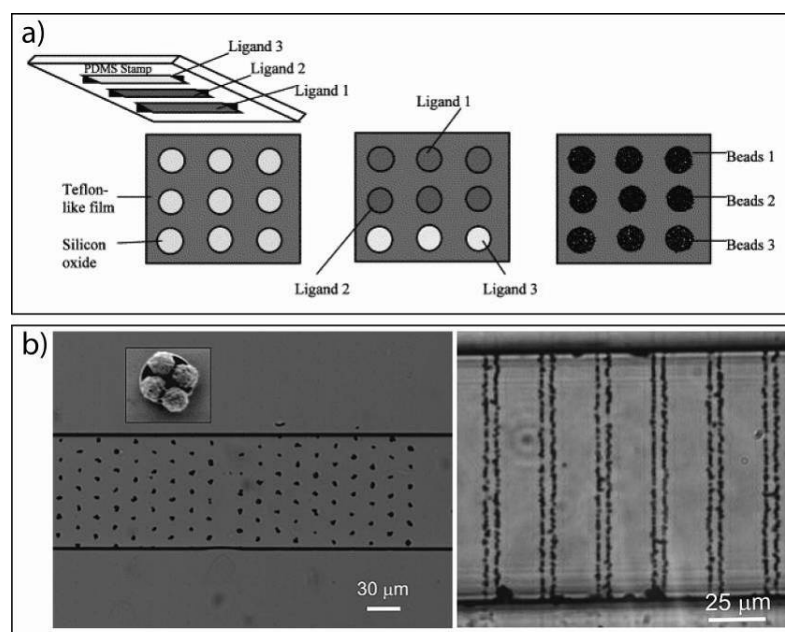 a)
PDMS Stamp
Ligand 3
Ligand 2
Ligand 1
Teflon-
like film
Silicon
oxide
Ligand 1
Ligand 2
Ligand 3
Beads 1
Beads 2
Beads 3
b)
30 μm
25 μm